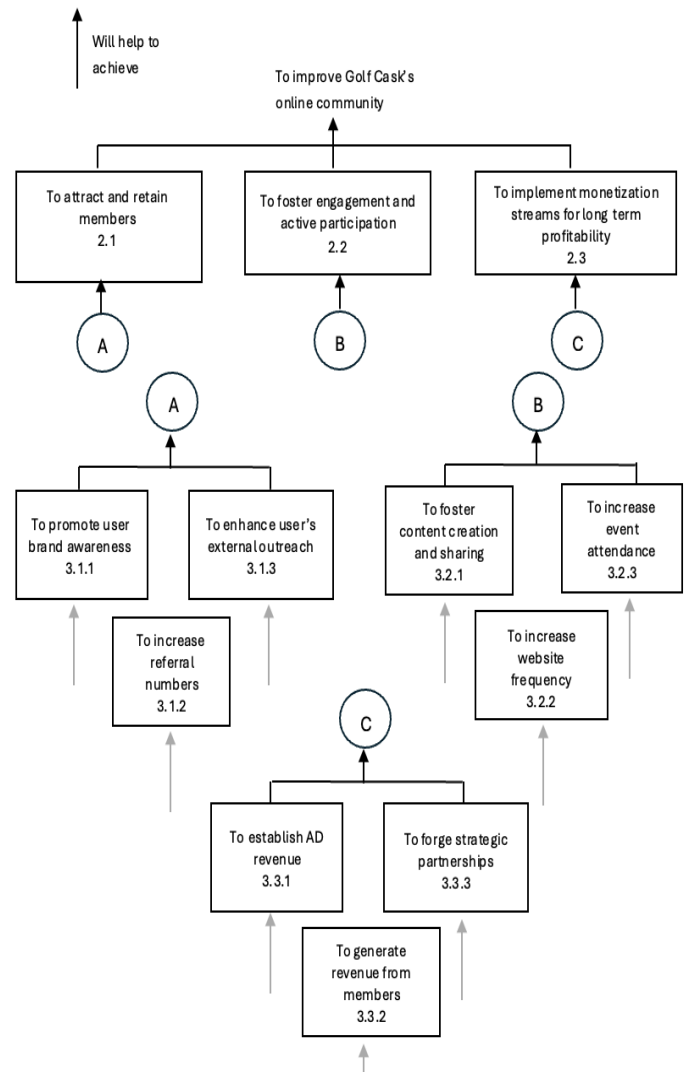 Will help to
achieve
To improve Golf Cask's
online community
To attract and retain
members
2.1
To foster engagement and
active participation
2.2
To implement monetization
streams for long term
profitability
2.3
A
B
C
A
B
To promote user
brand awareness
3.1.1
To enhance user's
external outreach
3.1.3
To foster
content creation
and sharing
3.2.1
To increase
event
attendance
3.2.3
To increase
referral
numbers
3.1.2
To increase
website
frequency
3.2.2
C
To establish AD
revenue
3.3.1
To forge strategic
partnerships
3.3.3
To generate
revenue from
members
3.3.2